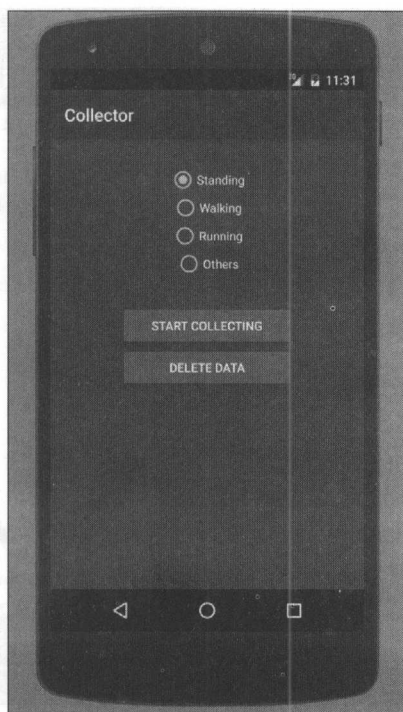 11:31
Collector
Standing
Walking
Running
Others
START COLLECTING
DELETE DATA